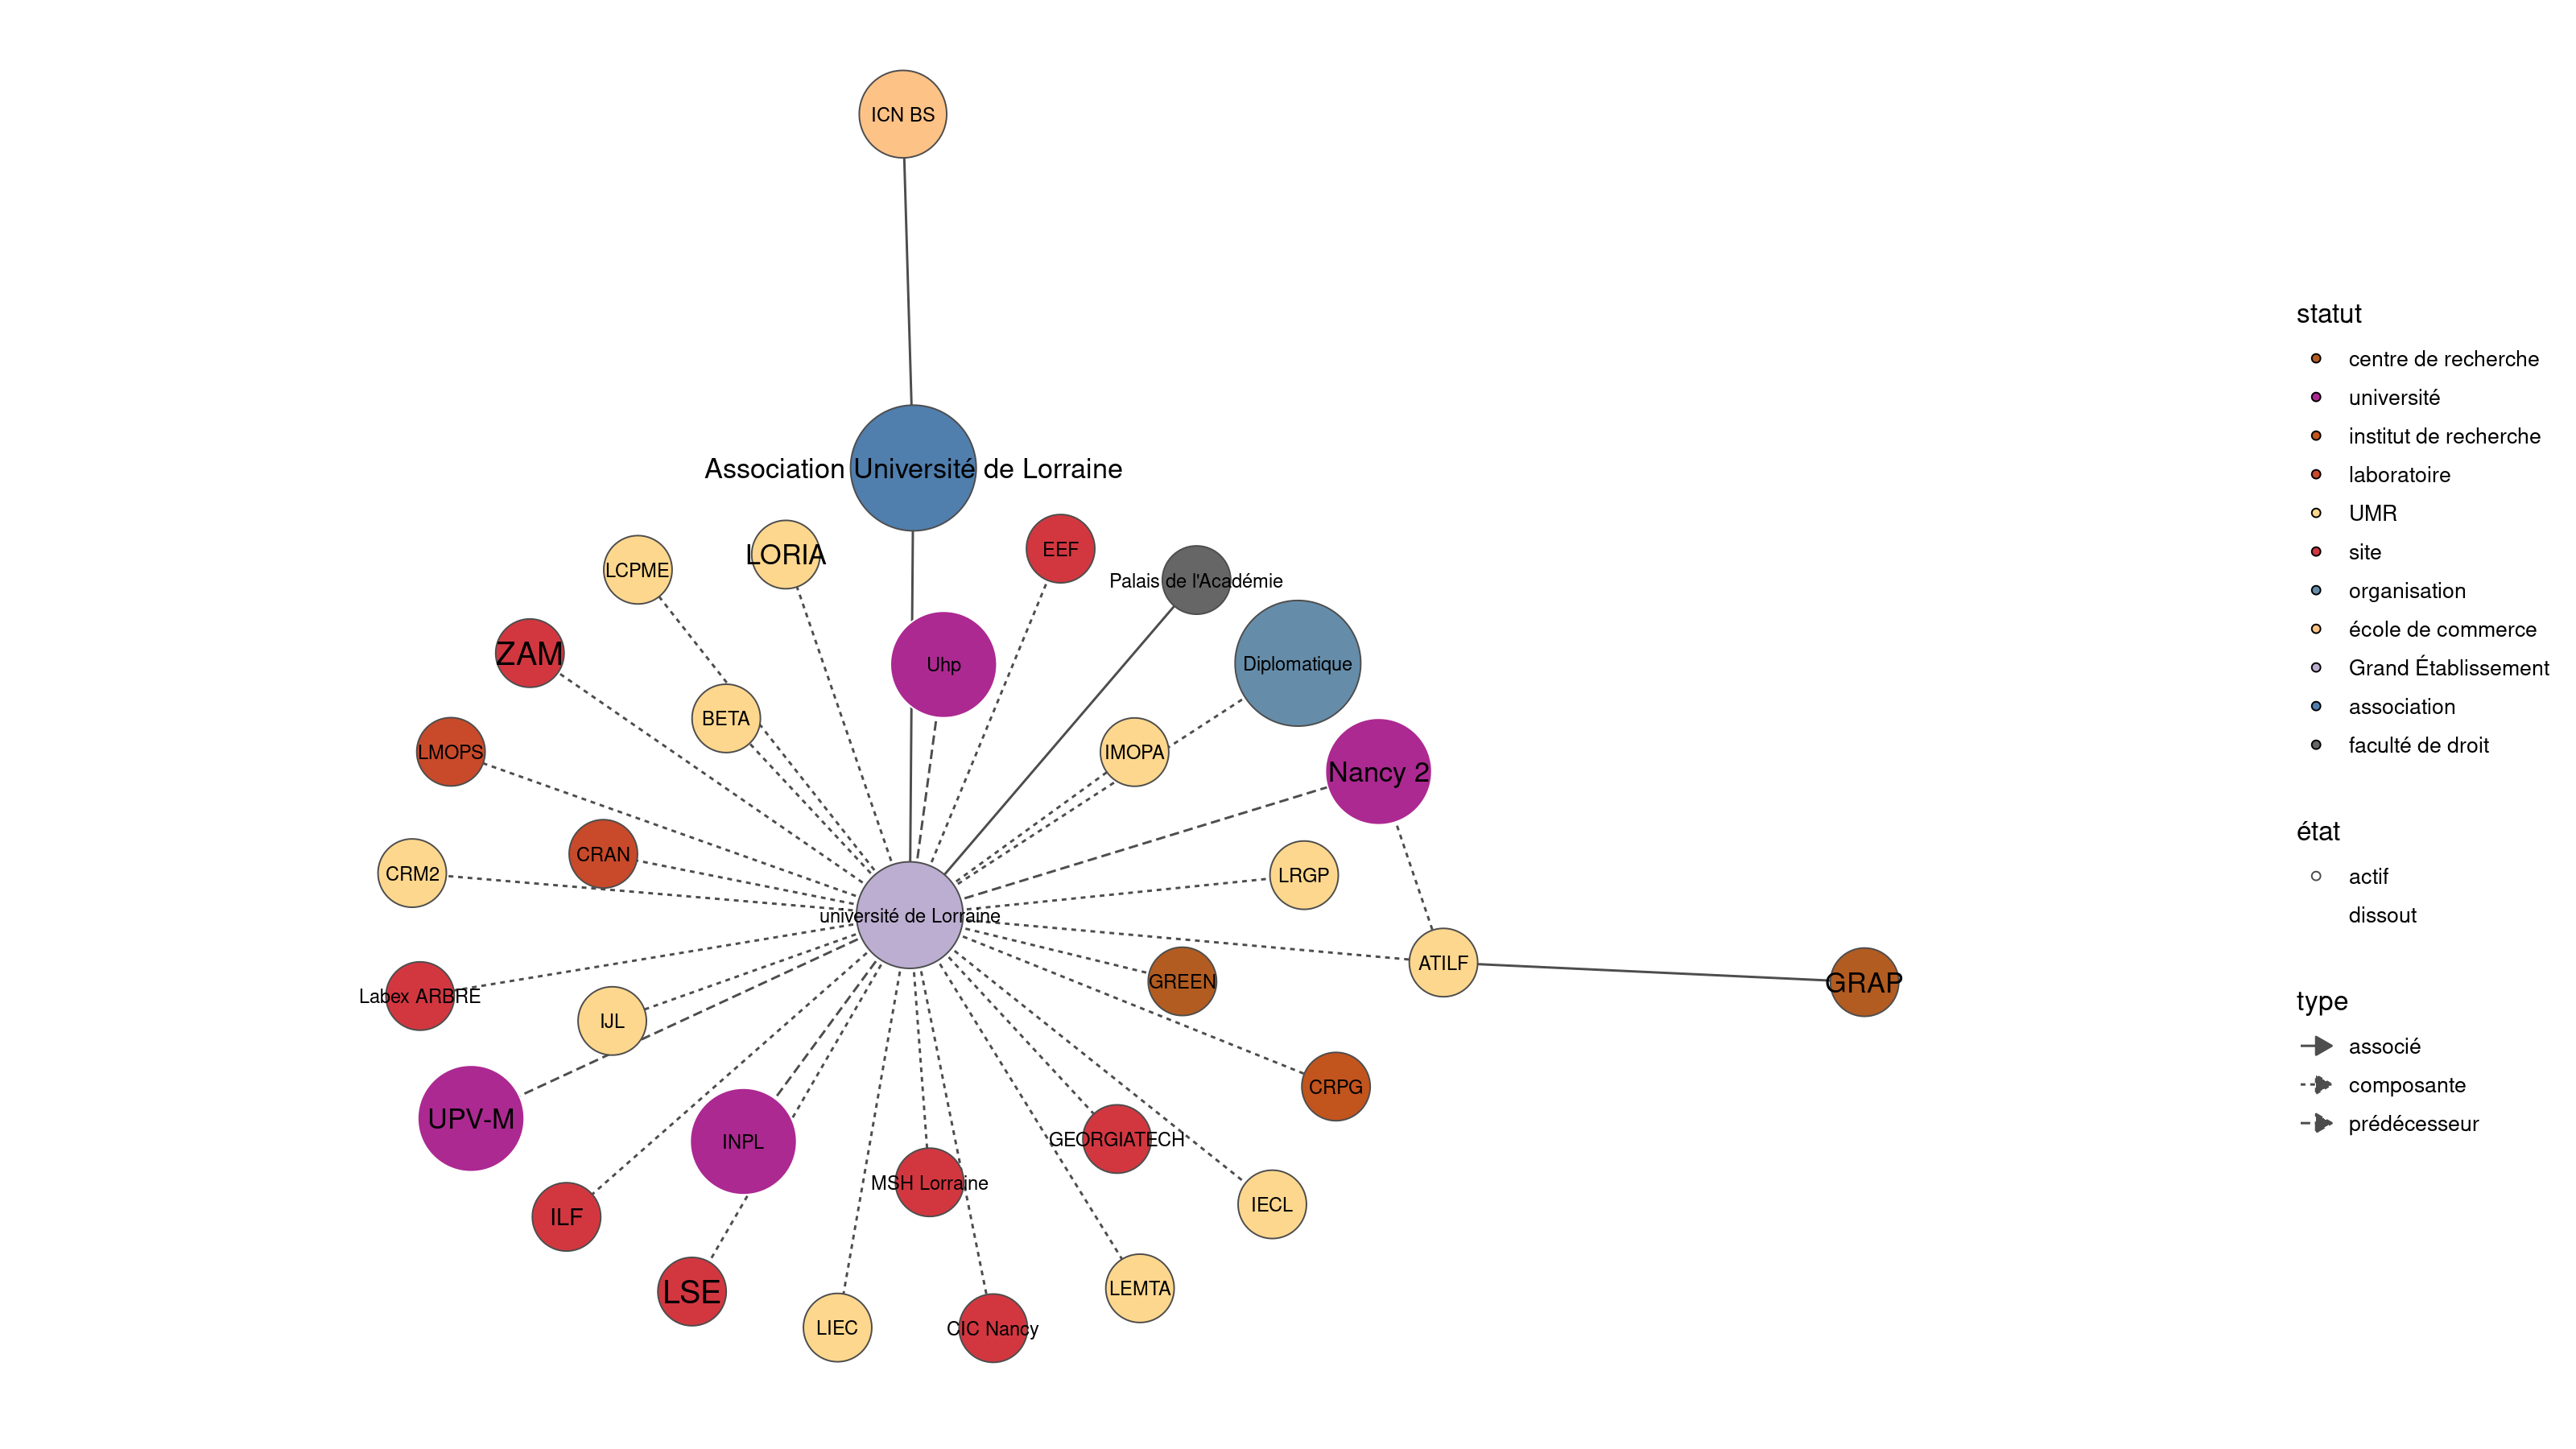 ICN BS
Association Université de Lorraine
EEF
LORIA
LCPME
Palais de l'Académie
ZAM
Uhp
Diplomatique
BETA
LMOPS
IMOPA
Nancy 2
CRAN
CRM2
LRGP
université de Lorraine
ATILF
GREEN
GRAP
Labex ARBRE
IJL
CRPG
UPV-M
INPL
GEORGIATECH
MSH Lorraine
IECL
ILF
LSE
LEMTA
LIEC
CIC Nancy
statut
centre de recherche
université
institut de recherche
laboratoire
UMR
site
organisation
école de commerce
Grand Établissement
association
faculté de droit
état
actif
dissout
type
associé
composante
prédécesseur